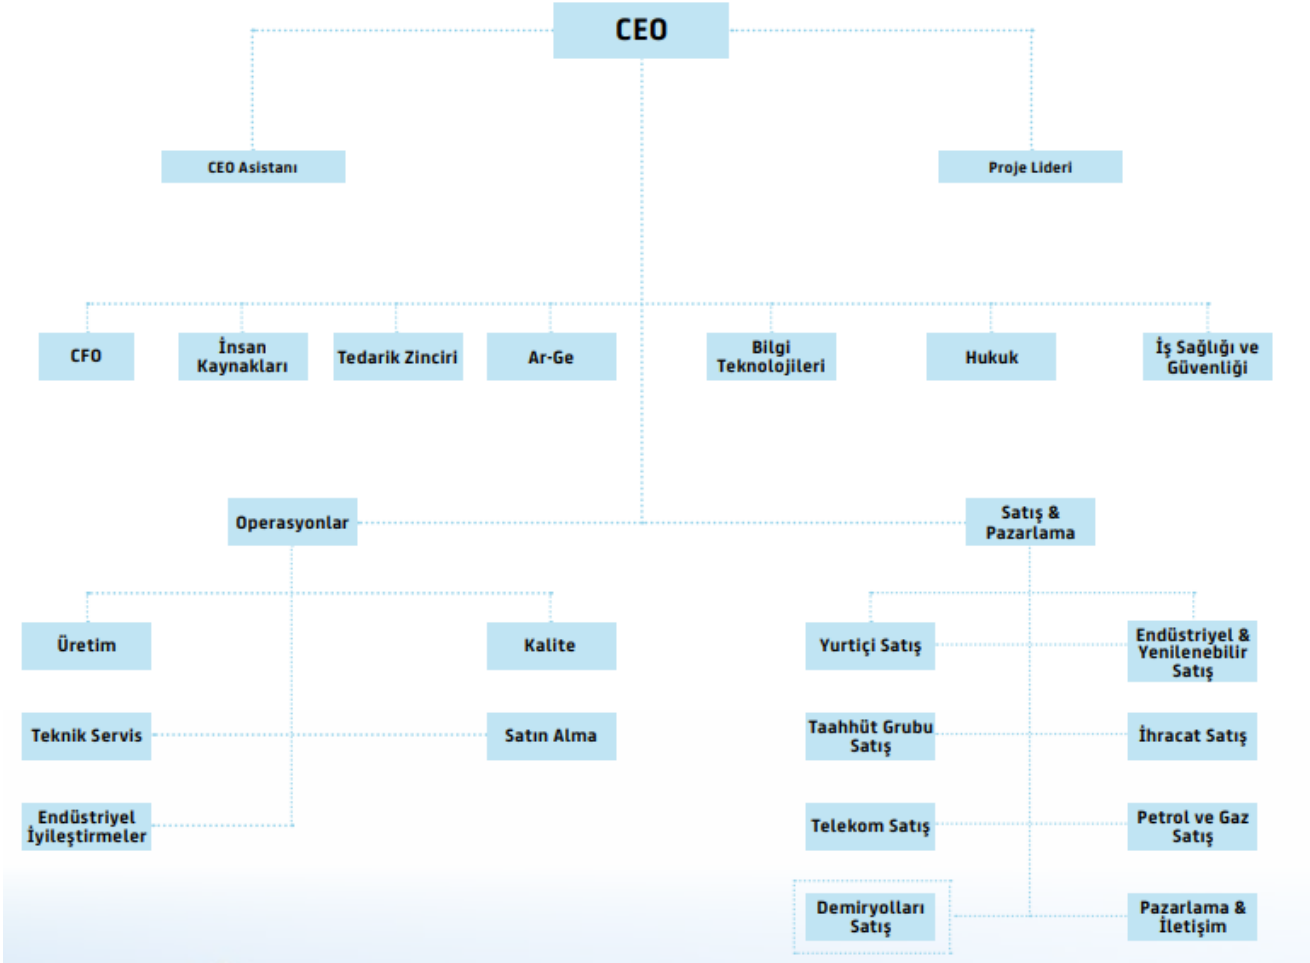 CEO
CEO Asistanı
Proje Lideri
CFO
İnsan
Kaynakları
Tedarik Zinciri
Ar-Ge
Bilgi
Teknolojileri
Hukuk
İş Sağlığı ve
Güvenliği
Operasyonlar
Satış &
Pazarlama
Üretim
Kalite
Yurtiçi Satış
Endüstriyel &
Yenilenebilir
Satış
Teknik Servis
Satın Alma
Taahhüt Grubu
Satış
İhracat Satış
Endüstriyel
İyileştirmeler
Telekom Satış
Petrol ve Gaz
Satış
Demiryolları
Satış
Pazarlama &
İletişim